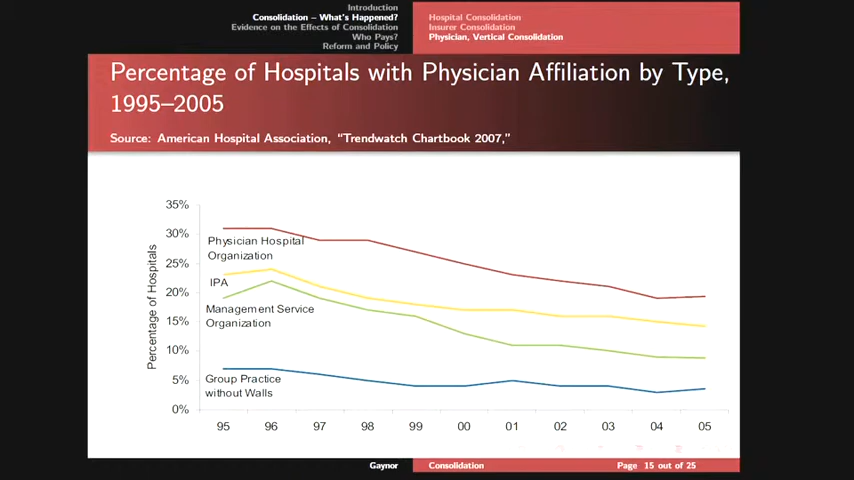 Introduction
Consolidation – What's Happened?
Evidence on the Effects of Consolidation
Who Pays?
Reform and Policy
Hospital Consolidation
Insurer Consolidation
Physician, Vertical Consolidation
Percentage of Hospitals with Physician Affiliation by Type,
1995–2005
Source: American Hospital Association, "Trendwatch Chartbook 2007,"
35%
30%
25%
20%
15%
10%
5%
0%
Percentage of Hospitals
Physician Hospital
Organization
IPA
Management Service
Organization
Group Practice
without Walls
95 96 97 98 99 00 01 02 03 04 05
Gaynor
Consolidation
Page 15 out of 25